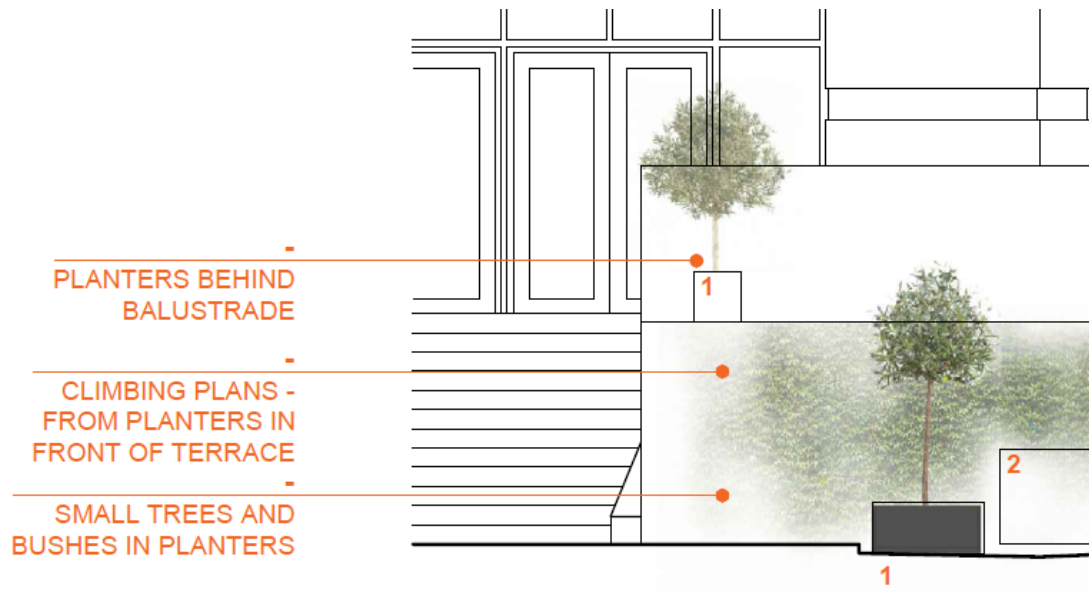 -
PLANTERS BEHIND
BALUSTRADE
1
-
CLIMBING PLANS -
FROM PLANTERS IN
FRONT OF TERRACE
2
-
SMALL TREES AND
BUSHES IN PLANTERS
1